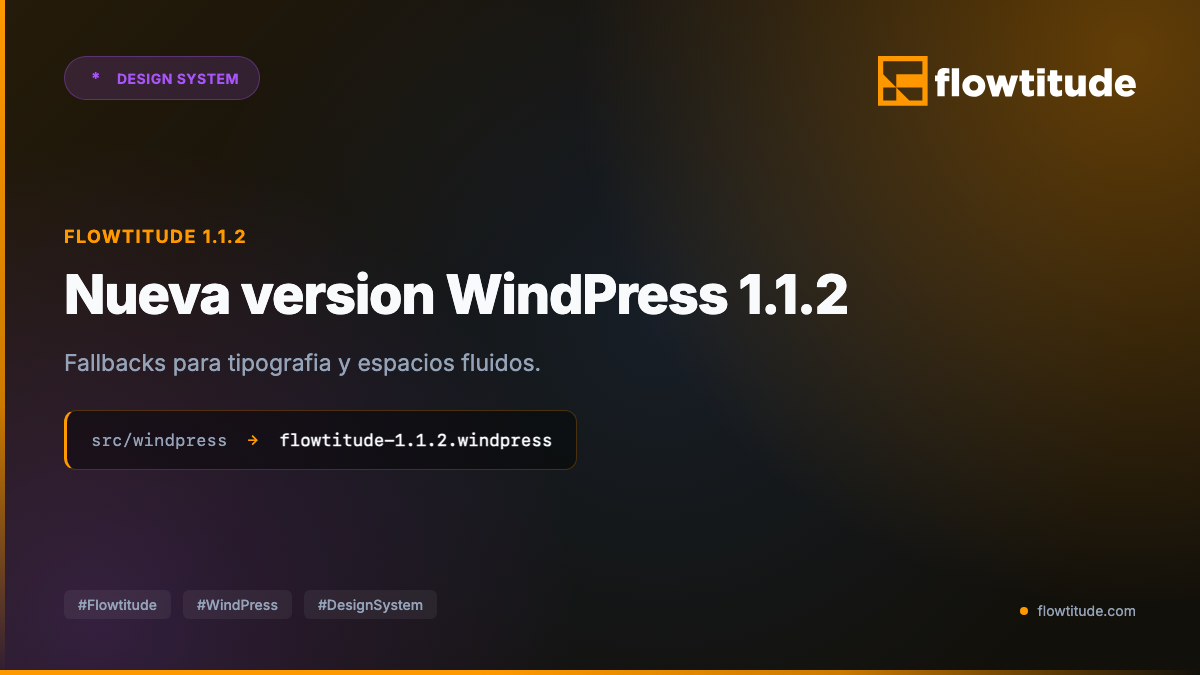 * DESIGN SYSTEM
flowtitude
FLOWTITUDE 1.1.2
Nueva version WindPress 1.1.2
Fallbacks para tipografia y espacios fluidos.
src/windpress → flowtitude-1.1.2.windpress
#Flowtitude #WindPress #DesignSystem
flowtitude.com